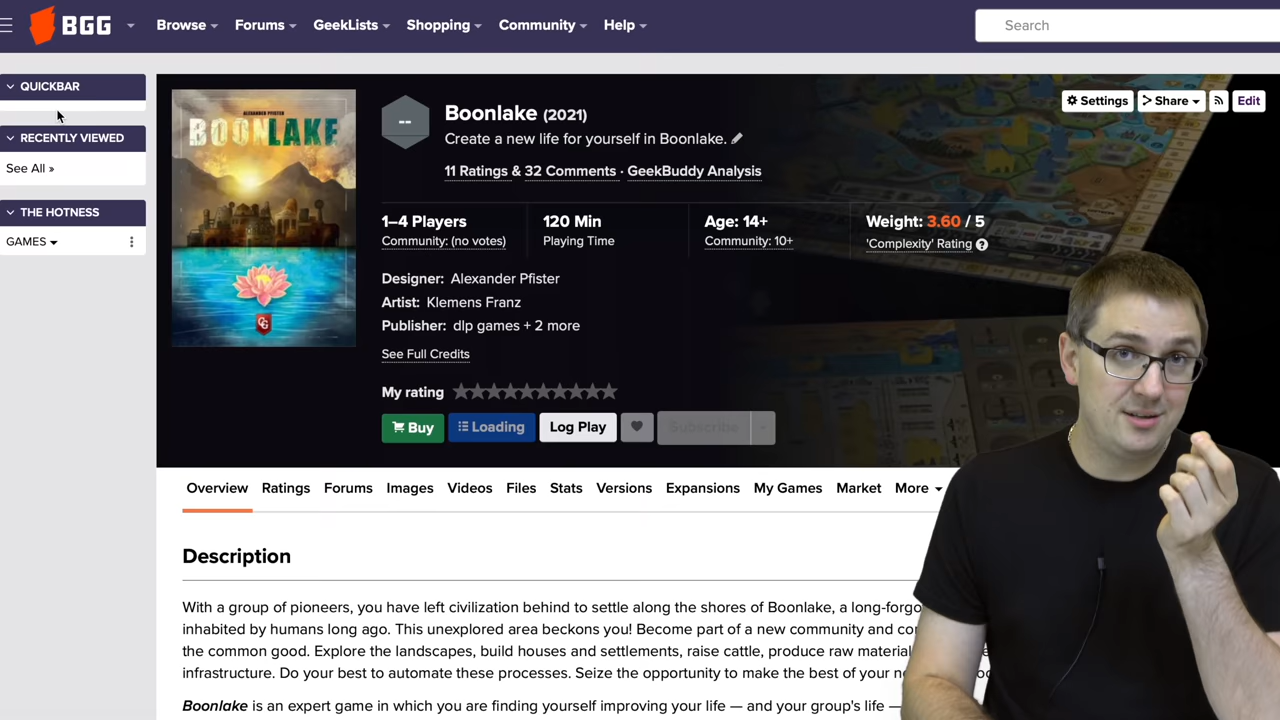 BGG Browse Forums GeekLists Shopping Community Help Search
QUICKBAR
RECENTLY VIEWED
See All »
THE HOTNESS
GAMES
ALEXANDER PFISTER
BOONLAKE
CG
--
Boonlake (2021)
Create a new life for yourself in Boonlake.
11 Ratings & 32 Comments · GeekBuddy Analysis
Settings Share Edit
1–4 Players
Community: (no votes)
120 Min
Playing Time
Age: 14+
Community: 10+
Weight: 3.60 / 5
'Complexity' Rating ?
Designer: Alexander Pfister
Artist: Klemens Franz
Publisher: dlp games + 2 more
See Full Credits
My rating
Buy Loading Log Play Subscribe
Overview Ratings Forums Images Videos Files Stats Versions Expansions My Games Market More
Description
With a group of pioneers, you have left civilization behind to settle along the shores of Boonlake, a long-forgo
inhabited by humans long ago. This unexplored area beckons you! Become part of a new community and co
the common good. Explore the landscapes, build houses and settlements, raise cattle, produce raw material
infrastructure. Do your best to automate these processes. Seize the opportunity to make the best of your n
Boonlake is an expert game in which you are finding yourself improving your life — and your group's life —